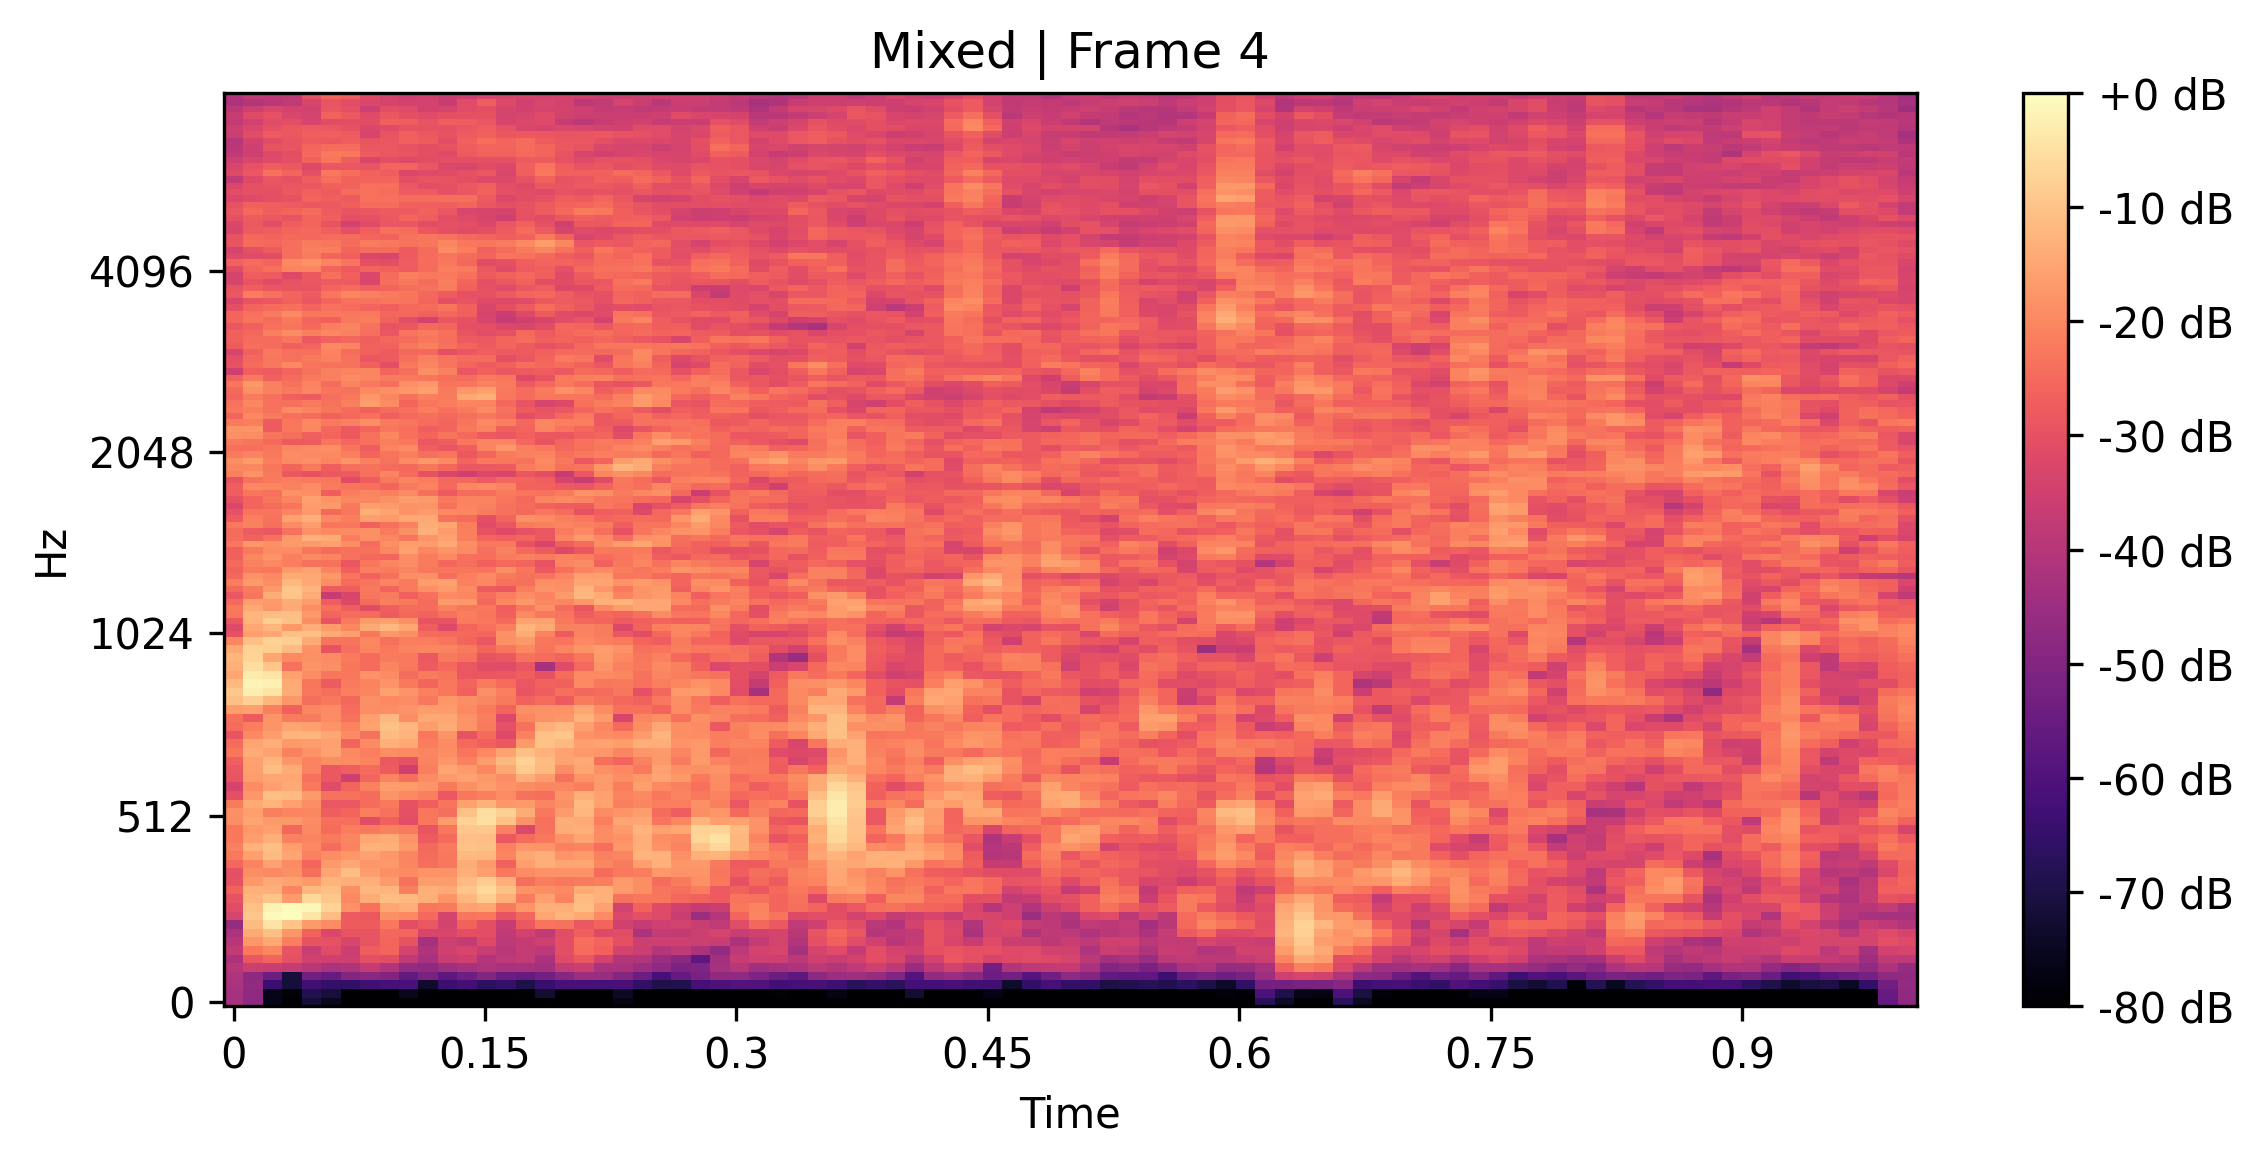 Mixed | Frame 4
Hz
4096
2048
1024
512
0
0 0.15 0.3 0.45 0.6 0.75 0.9
Time
+0 dB
-10 dB
-20 dB
-30 dB
-40 dB
-50 dB
-60 dB
-70 dB
-80 dB